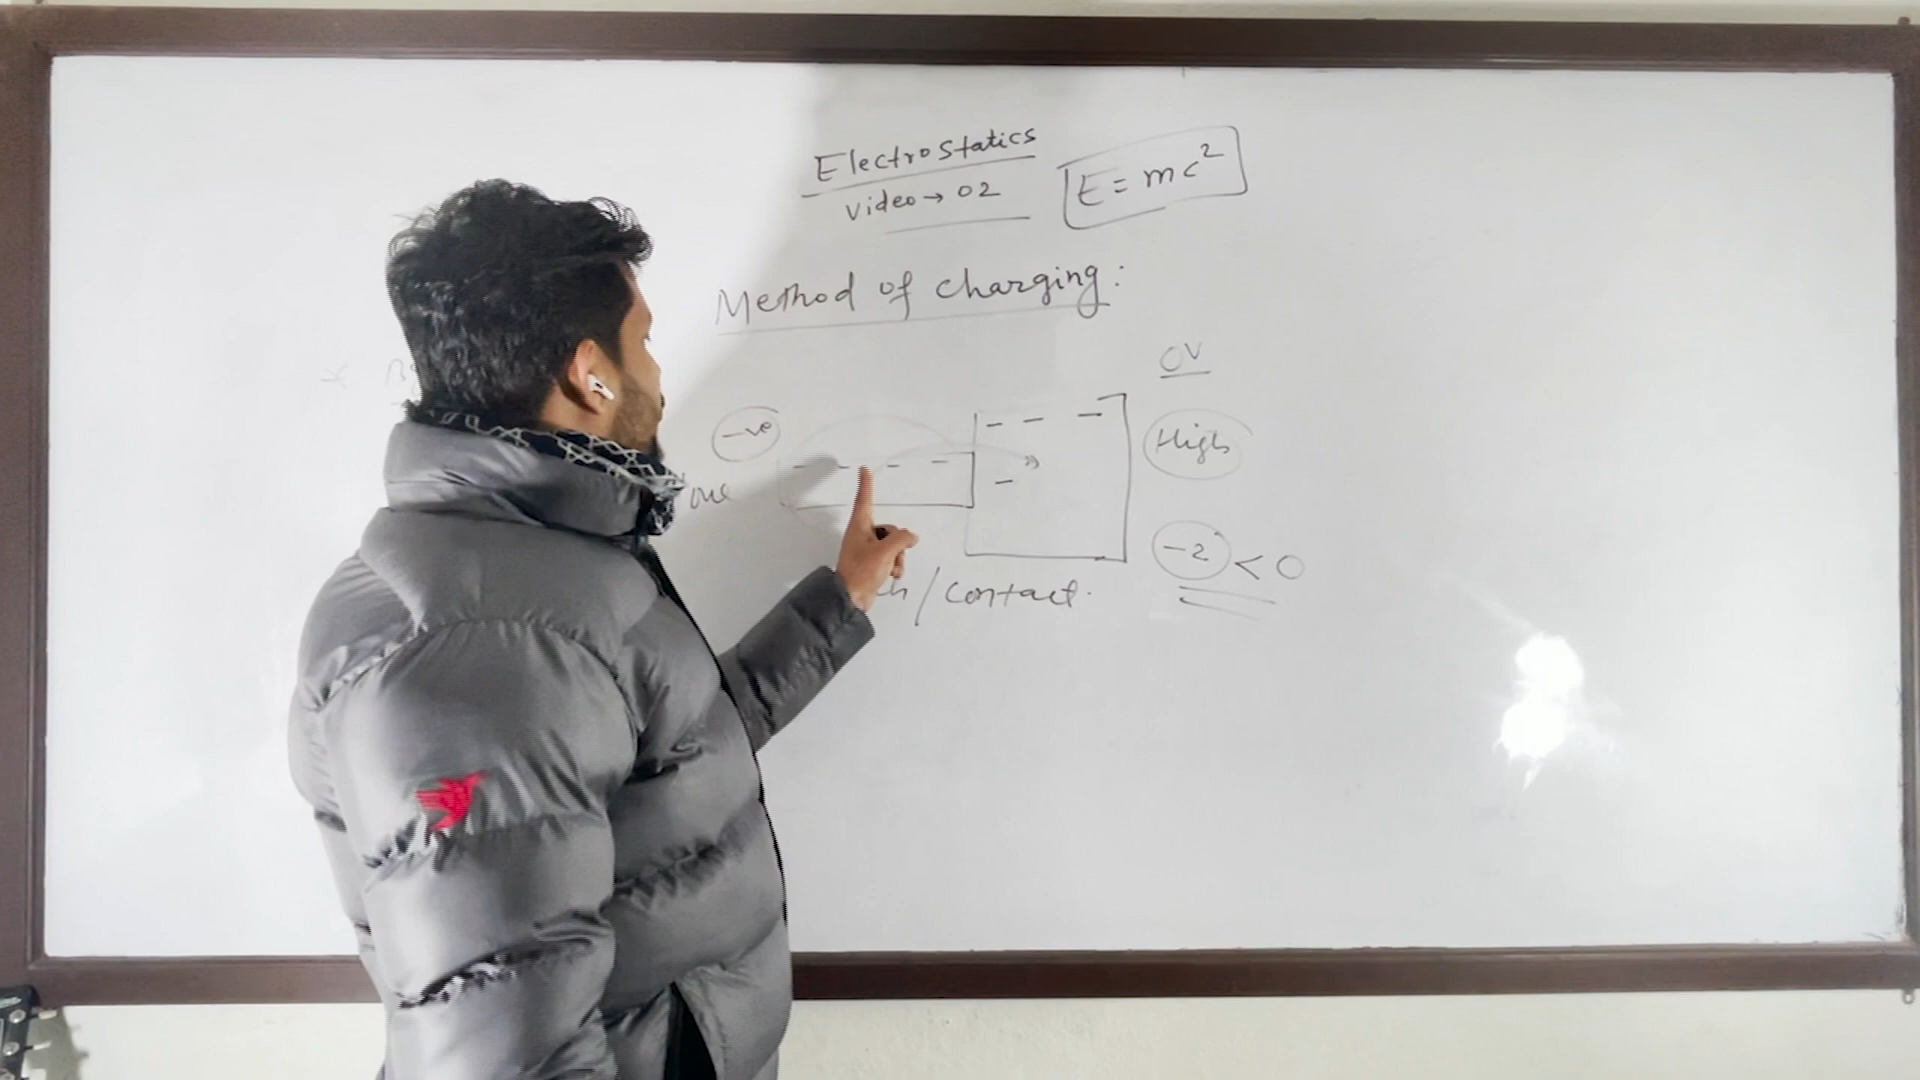 Electrostatics
Video → 02
E = mc²
Method of charging:
0V
-ve
High
-2 < 0
/contact.